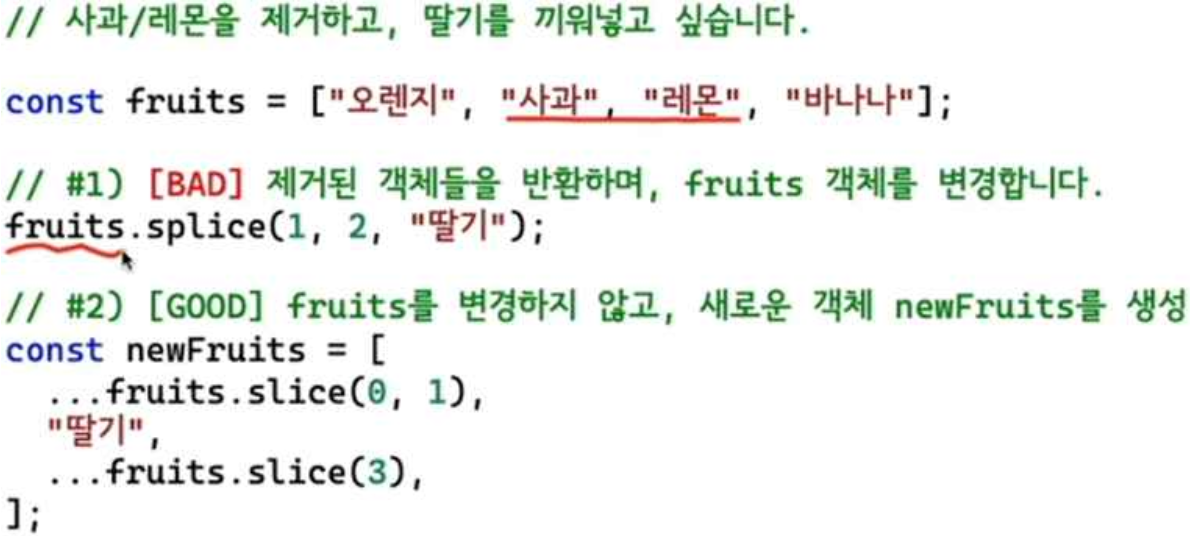 // 사과/레몬을 제거하고, 딸기를 끼워넣고 싶습니다.
const fruits = ["오렌지", "사과", "레몬", "바나나"];
// #1) [BAD] 제거된 객체들을 반환하며, fruits 객체를 변경합니다.
fruits.splice(1, 2, "딸기");
// #2) [GOOD] fruits를 변경하지 않고, 새로운 객체 newFruits를 생성
const newFruits = [
...fruits.slice(0, 1),
"딸기",
...fruits.slice(3),
];